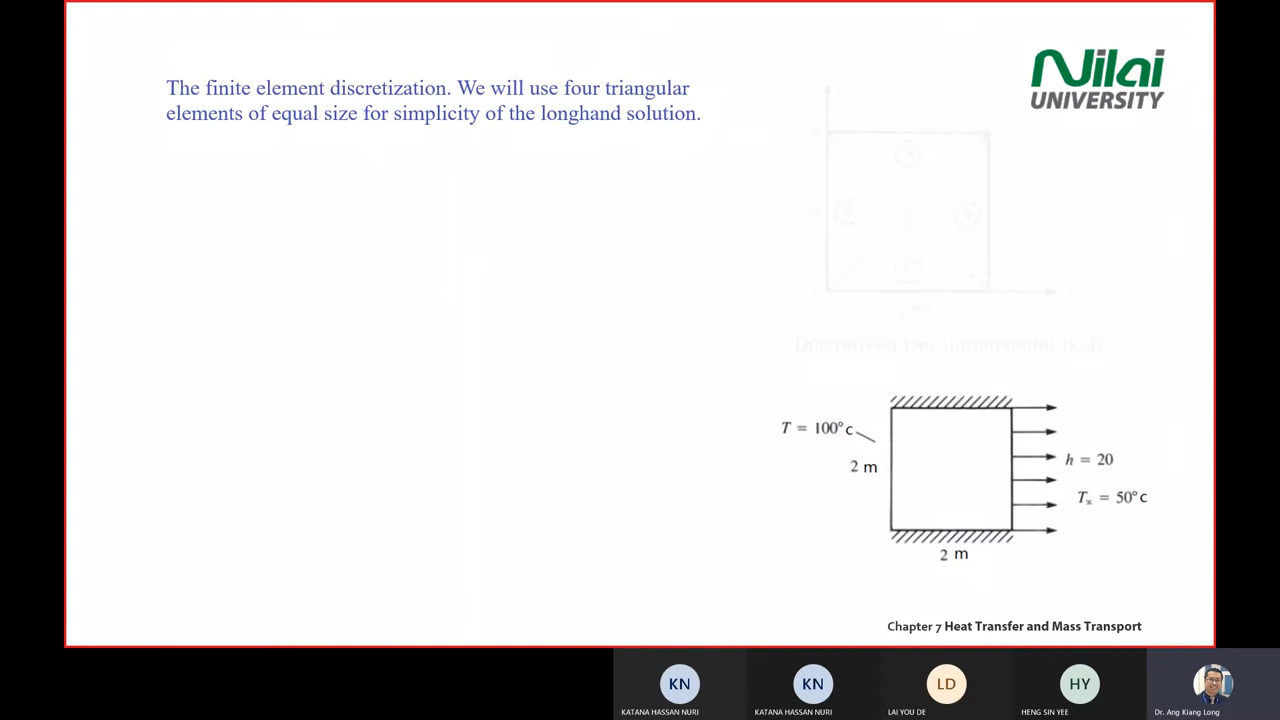 The finite element discretization. We will use four triangular
elements of equal size for simplicity of the longhand solution.
Nilai
UNIVERSITY
T = 100°c
2 m
h = 20
T∞ = 50°c
2 m
Chapter 7 Heat Transfer and Mass Transport
KN
KATANA HASSAN NURI
KN
KATANA HASSAN NURI
LD
LAI YOU DE
HY
HENG SIN YEE
Dr. Ang Kiang Long